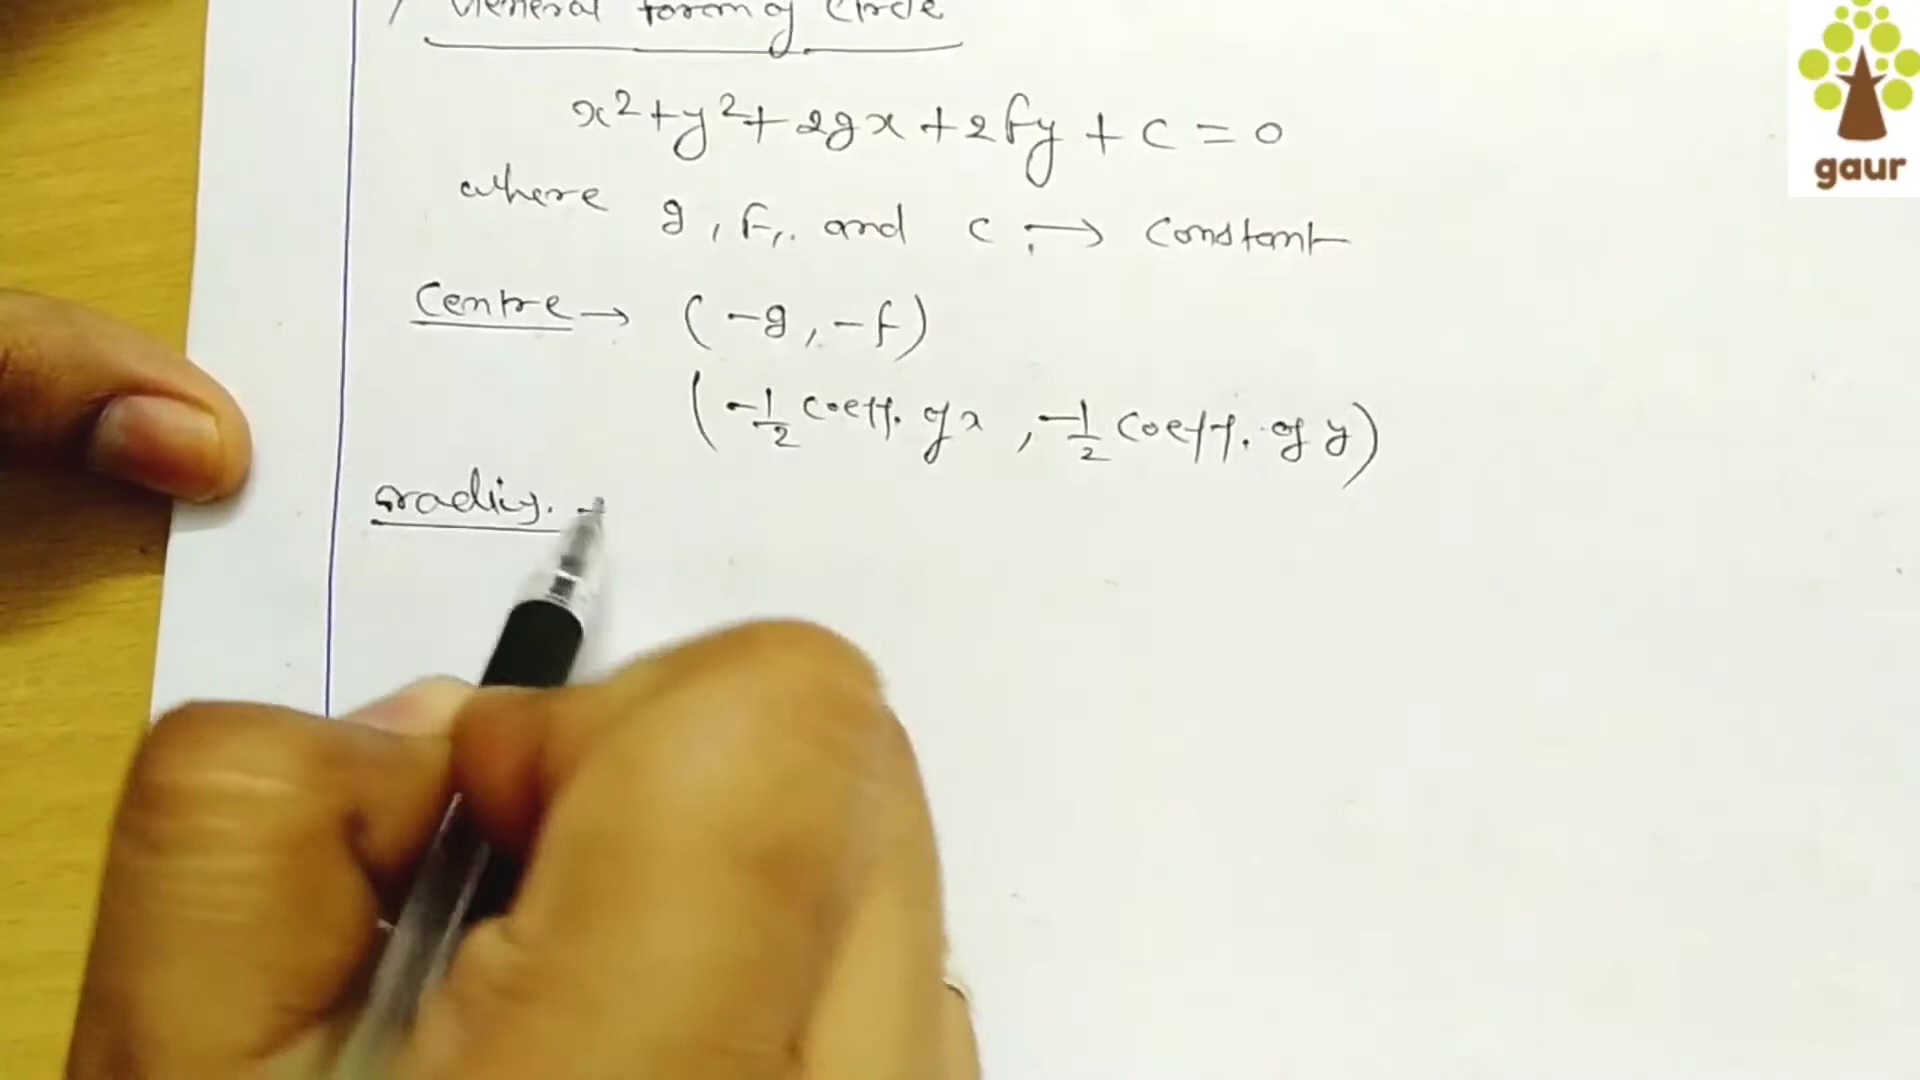 General form of Circle
x²+y²+2gx+2fy+c=0
where g, f, and c → constant
Centre → (-g, -f)
(-1/2 coeff. of x, -1/2 coeff. of y)
radius.
gaur